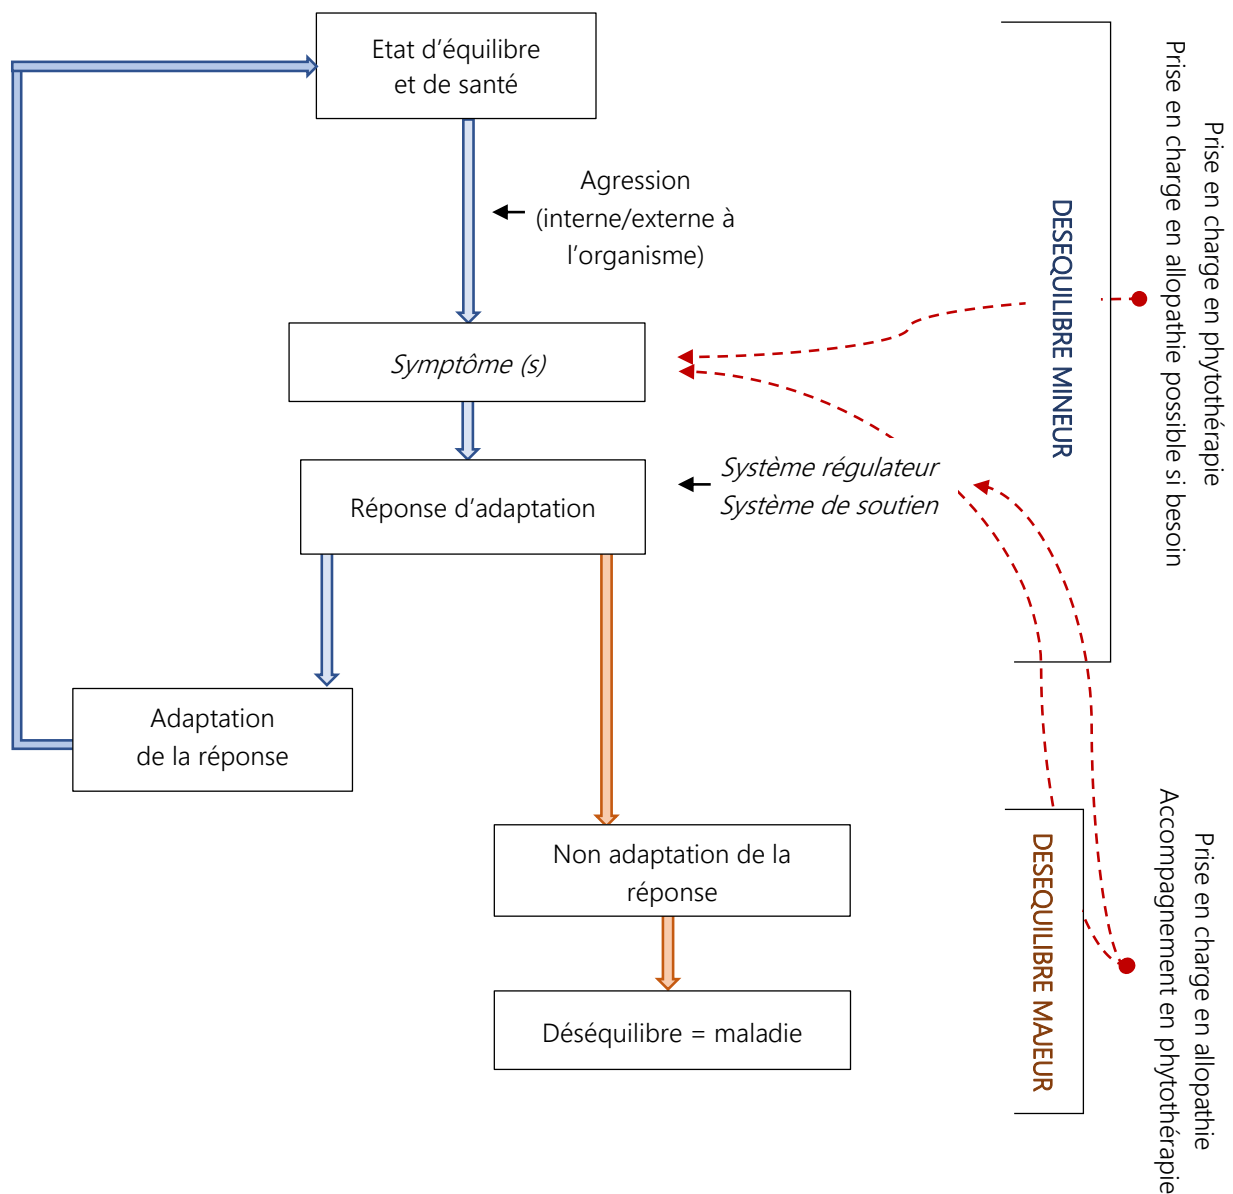 Etat d’équilibre
et de santé
Agression
(interne/externe à
l’organisme)
Symptôme (s)
Réponse d’adaptation
Système régulateur
Système de soutien
Adaptation
de la réponse
Non adaptation de la
réponse
Déséquilibre = maladie
DESEQUILIBRE MINEUR
Prise en charge en phytothérapie
Prise en charge en allopathie possible si besoin
DESEQUILIBRE MAJEUR
Prise en charge en allopathie
Accompagnement en phytothérapie